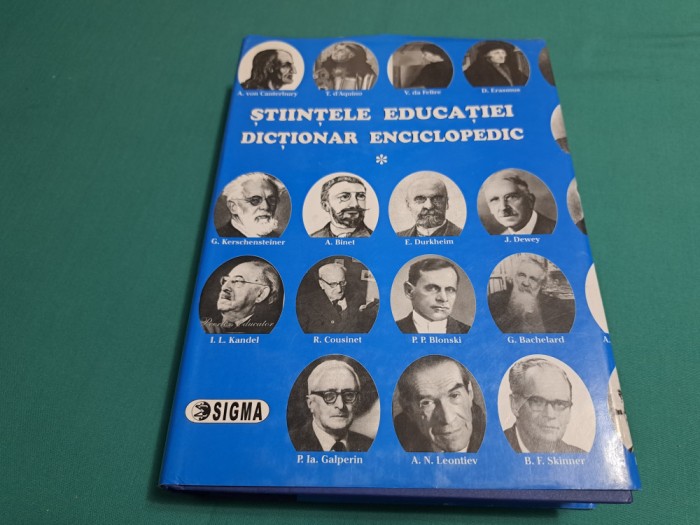 A. von Canterbury T. d'Aquino V. da Feltre D. Erasmus
ȘTIINȚELE EDUCAȚIEI
DICȚIONAR ENCICLOPEDIC
*
G. Kerschensteiner A. Binet E. Durkheim J. Dewey
I. L. Kandel R. Cousinet P. P. Blonski G. Bachelard A.
SIGMA
P. Ia. Galperin A. N. Leontiev B. F. Skinner